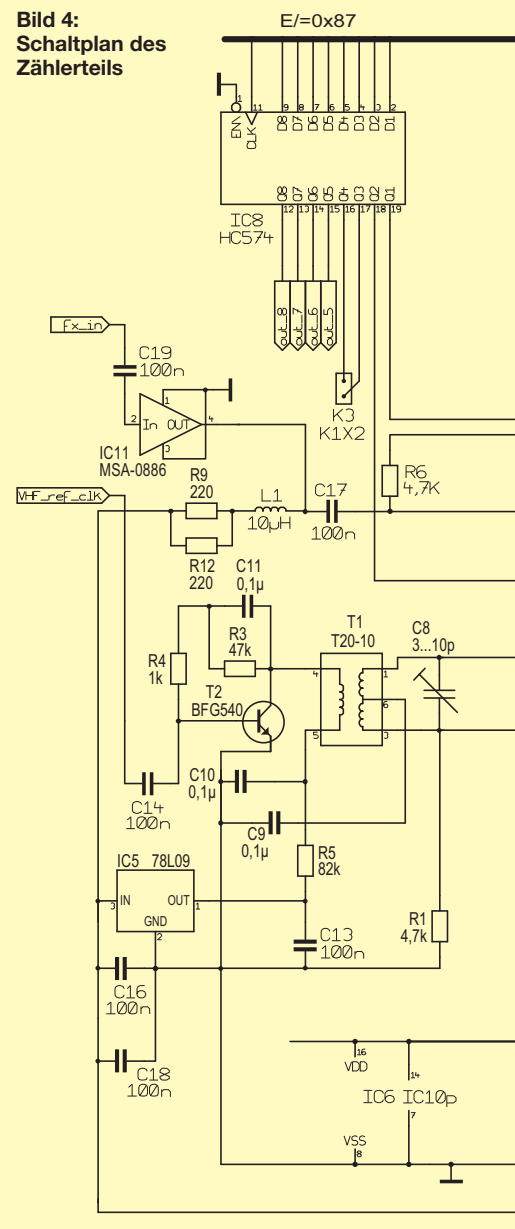 Bild 4:
Schaltplan des
Zählerteils
E/=0x87
1 11 9 8 7 6 5 4 3 2
EN\ CLK D8 D7 D6 D5 D4 D3 D2 D1
Q8 Q7 Q6 Q5 Q4 Q3 Q2 Q1
12 13 14 15 16 17 18 19
IC8
HC574
out_8 out_7 out_6 out_5
Fx_in
C19
100n
K3
K1X2
1
2 In OUT 4
3
IC11
MSA-0886
R6
4,7K
VHF_ref_clk
R9
220
L1
10µH
C17
100n
R12
220
C11
0,1µ
R3
47k
R4
1k
T1
T20-10
C8
3...10p
4 1
6
5 3
T2
BFG540
C10
0,1µ
C14
100n
C9
0,1µ
R5
82k
IC5 78L09
IN OUT
3 1
GND
2
R1
4,7k
C13
100n
C16
100n
C18
100n
16
VDD
14
IC6 IC10p
7
VSS
8